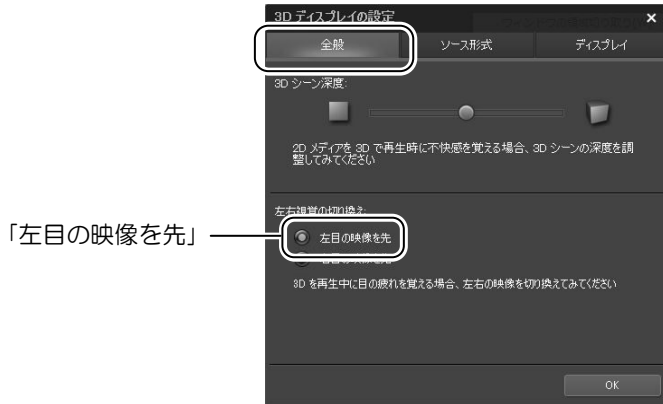 3D ディスプレイの設定
全般
ソース形式
ディスプレイ
3D シーン深度:
2D メディアを 3D で再生時に不快感を覚える場合、3D シーンの深度を調
整してみてください
左右視覚の切り換え:
「左目の映像を先」
左目の映像を先
3D を再生中に目の疲れを覚える場合、左右の映像を切り換えてみてください
OK